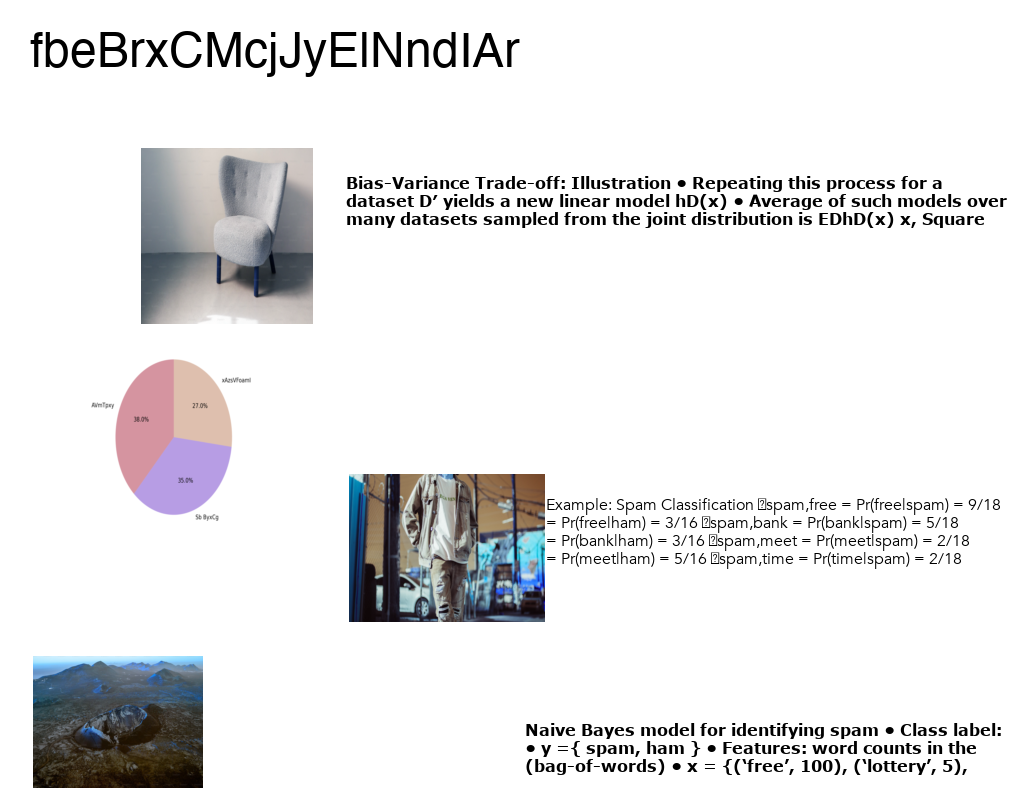 fbeBrxCMcjJyElNndIAr
Bias-Variance Trade-off: Illustration • Repeating this process for a
dataset D’ yields a new linear model hD(x) • Average of such models over
many datasets sampled from the joint distribution is EDhD(x) x, Square
xAzsVFoamI
AVmTpxy
27.0%
38.0%
35.0%
Sb ByxCg
Example: Spam Classification spam,free = Pr(free|spam) = 9/18
= Pr(free|ham) = 3/16 spam,bank = Pr(bank|spam) = 5/18
= Pr(bank|ham) = 3/16 spam,meet = Pr(meet|spam) = 2/18
= Pr(meet|ham) = 5/16 spam,time = Pr(time|spam) = 2/18
Naive Bayes model for identifying spam • Class label:
• y ={ spam, ham } • Features: word counts in the
(bag-of-words) • x = {(‘free’, 100), (‘lottery’, 5),